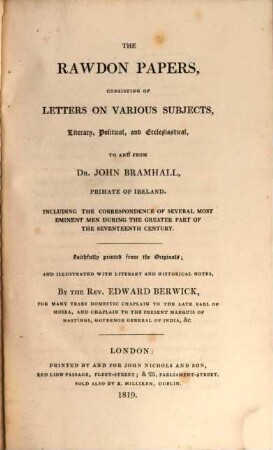 THE
RAWDON PAPERS,
CONSISTING OF
LETTERS ON VARIOUS SUBJECTS,
Literary, Political, and Ecclesiastical,
TO AND FROM
DR. JOHN BRAMHALL,
PRIMATE OF IRELAND.
INCLUDING THE CORRESPONDENCE OF SEVERAL MOST
EMINENT MEN DURING THE GREATER PART OF
THE SEVENTEENTH CENTURY.
Faithfully printed from the Originals;
AND ILLUSTRATED WITH LITERARY AND HISTORICAL NOTES,
BY THE REV. EDWARD BERWICK,
FOR MANY YEARS DOMESTIC CHAPLAIN TO THE LATE EARL OF
MOIRA, AND CHAPLAIN TO THE PRESENT MARQUIS OF
HASTINGS, GOVERNOR GENERAL OF INDIA, &c.
LONDON:
PRINTED BY AND FOR JOHN NICHOLS AND SON,
RED LION PASSAGE, FLEET-STREET; & 25, PARLIAMENT-STREET.
SOLD ALSO BY R. MILLIKEN, DUBLIN.
1819.